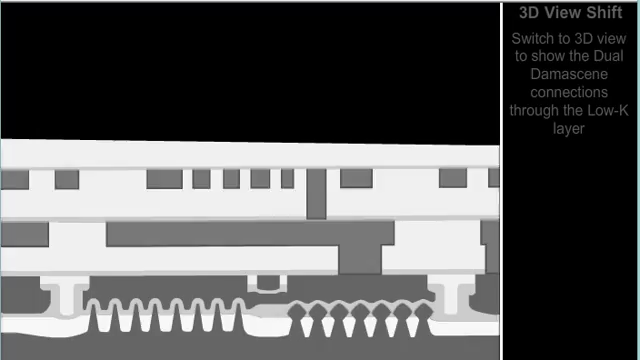 3D View Shift
Switch to 3D view
to show the Dual
Damascene
connections
through the Low-K
layer